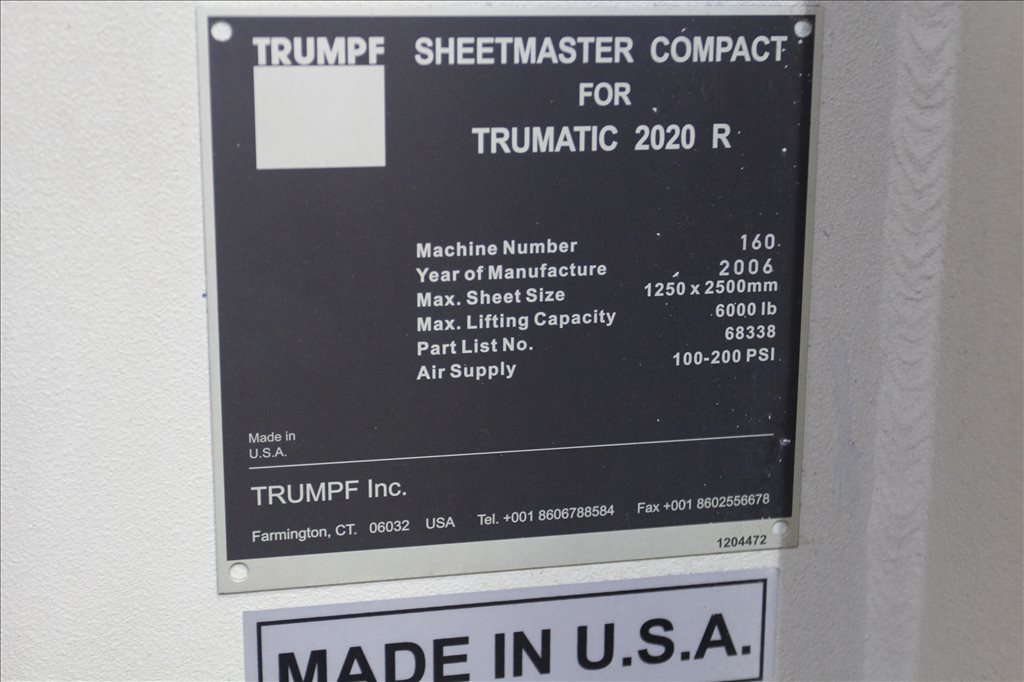 TRUMPF SHEETMASTER COMPACT
FOR
TRUMATIC 2020 R
Machine Number 160
Year of Manufacture 2006
Max. Sheet Size 1250 x 2500mm
Max. Lifting Capacity 6000 lb
Part List No. 68338
Air Supply 100-200 PSI
Made in
U.S.A.
TRUMPF Inc.
Farmington, CT. 06032 USA Tel. +001 8606788584 Fax +001 8602556678
1204472
MADE IN U.S.A.